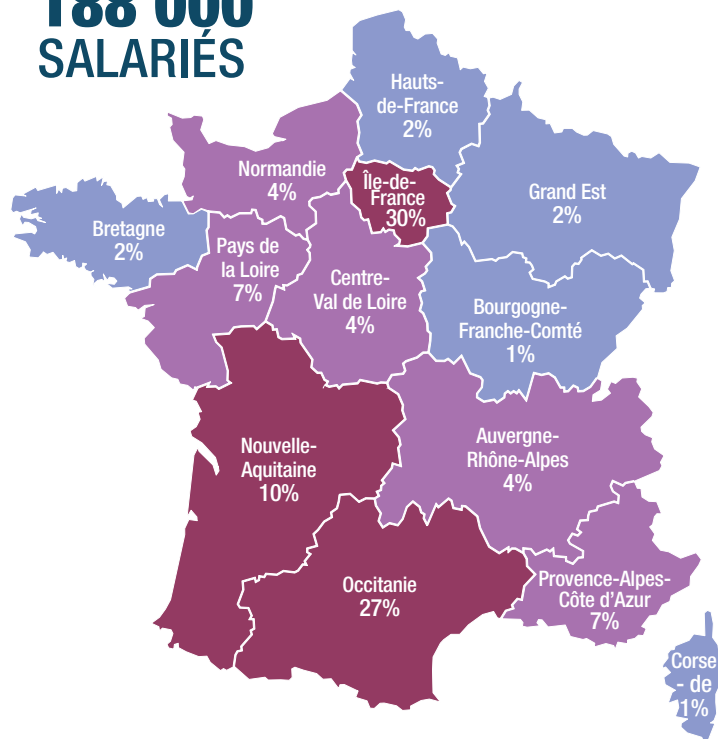 188 000
SALARIÉS
Hauts-
de-France
2%
Normandie
4%
Île-de-
France
30%
Grand Est
2%
Bretagne
2%
Pays de
la Loire
7%
Centre-
Val de Loire
4%
Bourgogne-
Franche-Comté
1%
Nouvelle-
Aquitaine
10%
Auvergne-
Rhône-Alpes
4%
Occitanie
27%
Provence-Alpes-
Côte d'Azur
7%
Corse
- de
1%